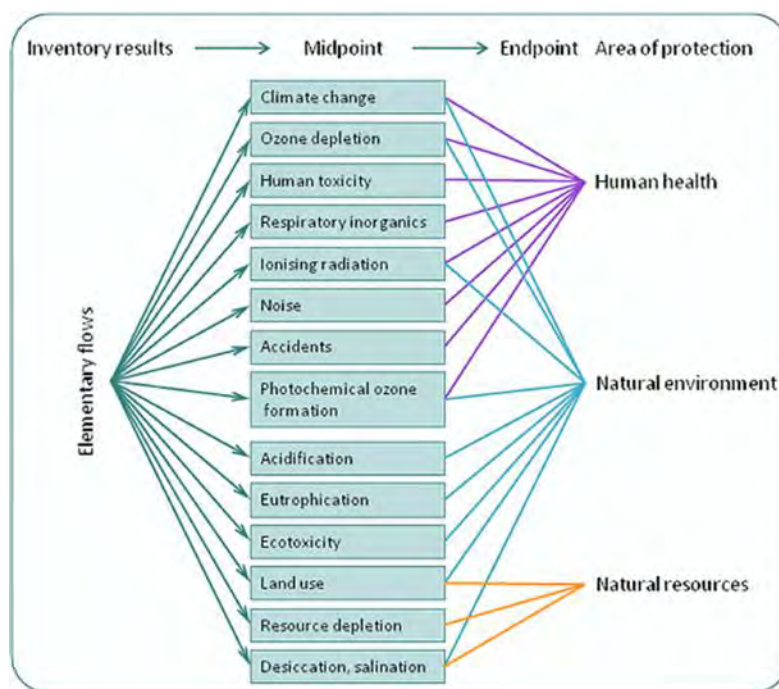 Inventory results Midpoint Endpoint Area of protection
Climate change
Ozone depletion
Human toxicity
Respiratory inorganics
Ionising radiation
Noise
Accidents
Photochemical ozone
formation
Acidification
Eutrophication
Ecotoxicity
Land use
Resource depletion
Desiccation, salination
Elementary flows
Human health
Natural environment
Natural resources